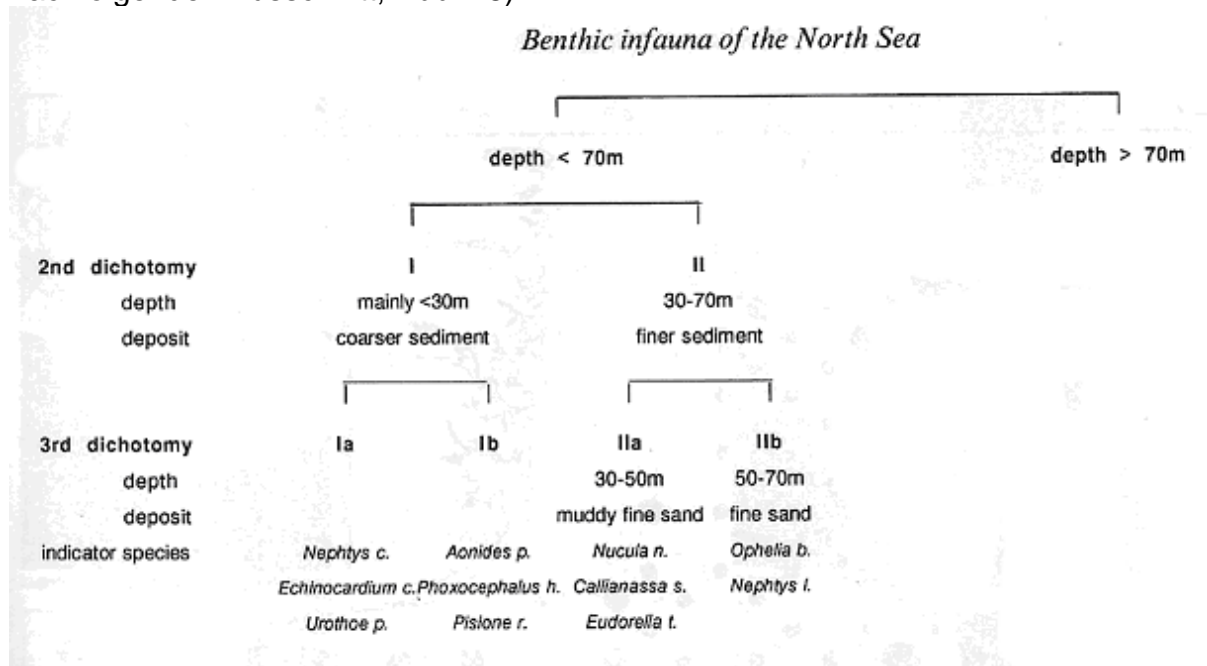 Benthic infauna of the North Sea
depth < 70m depth > 70m
2nd dichotomy I II
depth mainly <30m 30-70m
deposit coarser sediment finer sediment
3rd dichotomy Ia Ib IIa IIb
depth 30-50m 50-70m
deposit muddy fine sand fine sand
indicator species Nephtys c. Aonides p. Nucula n. Ophelia b.
Echinocardium c. Phoxocephalus h. Callianassa s. Nephtys l.
Urothoe p. Pisione r. Eudorella t.